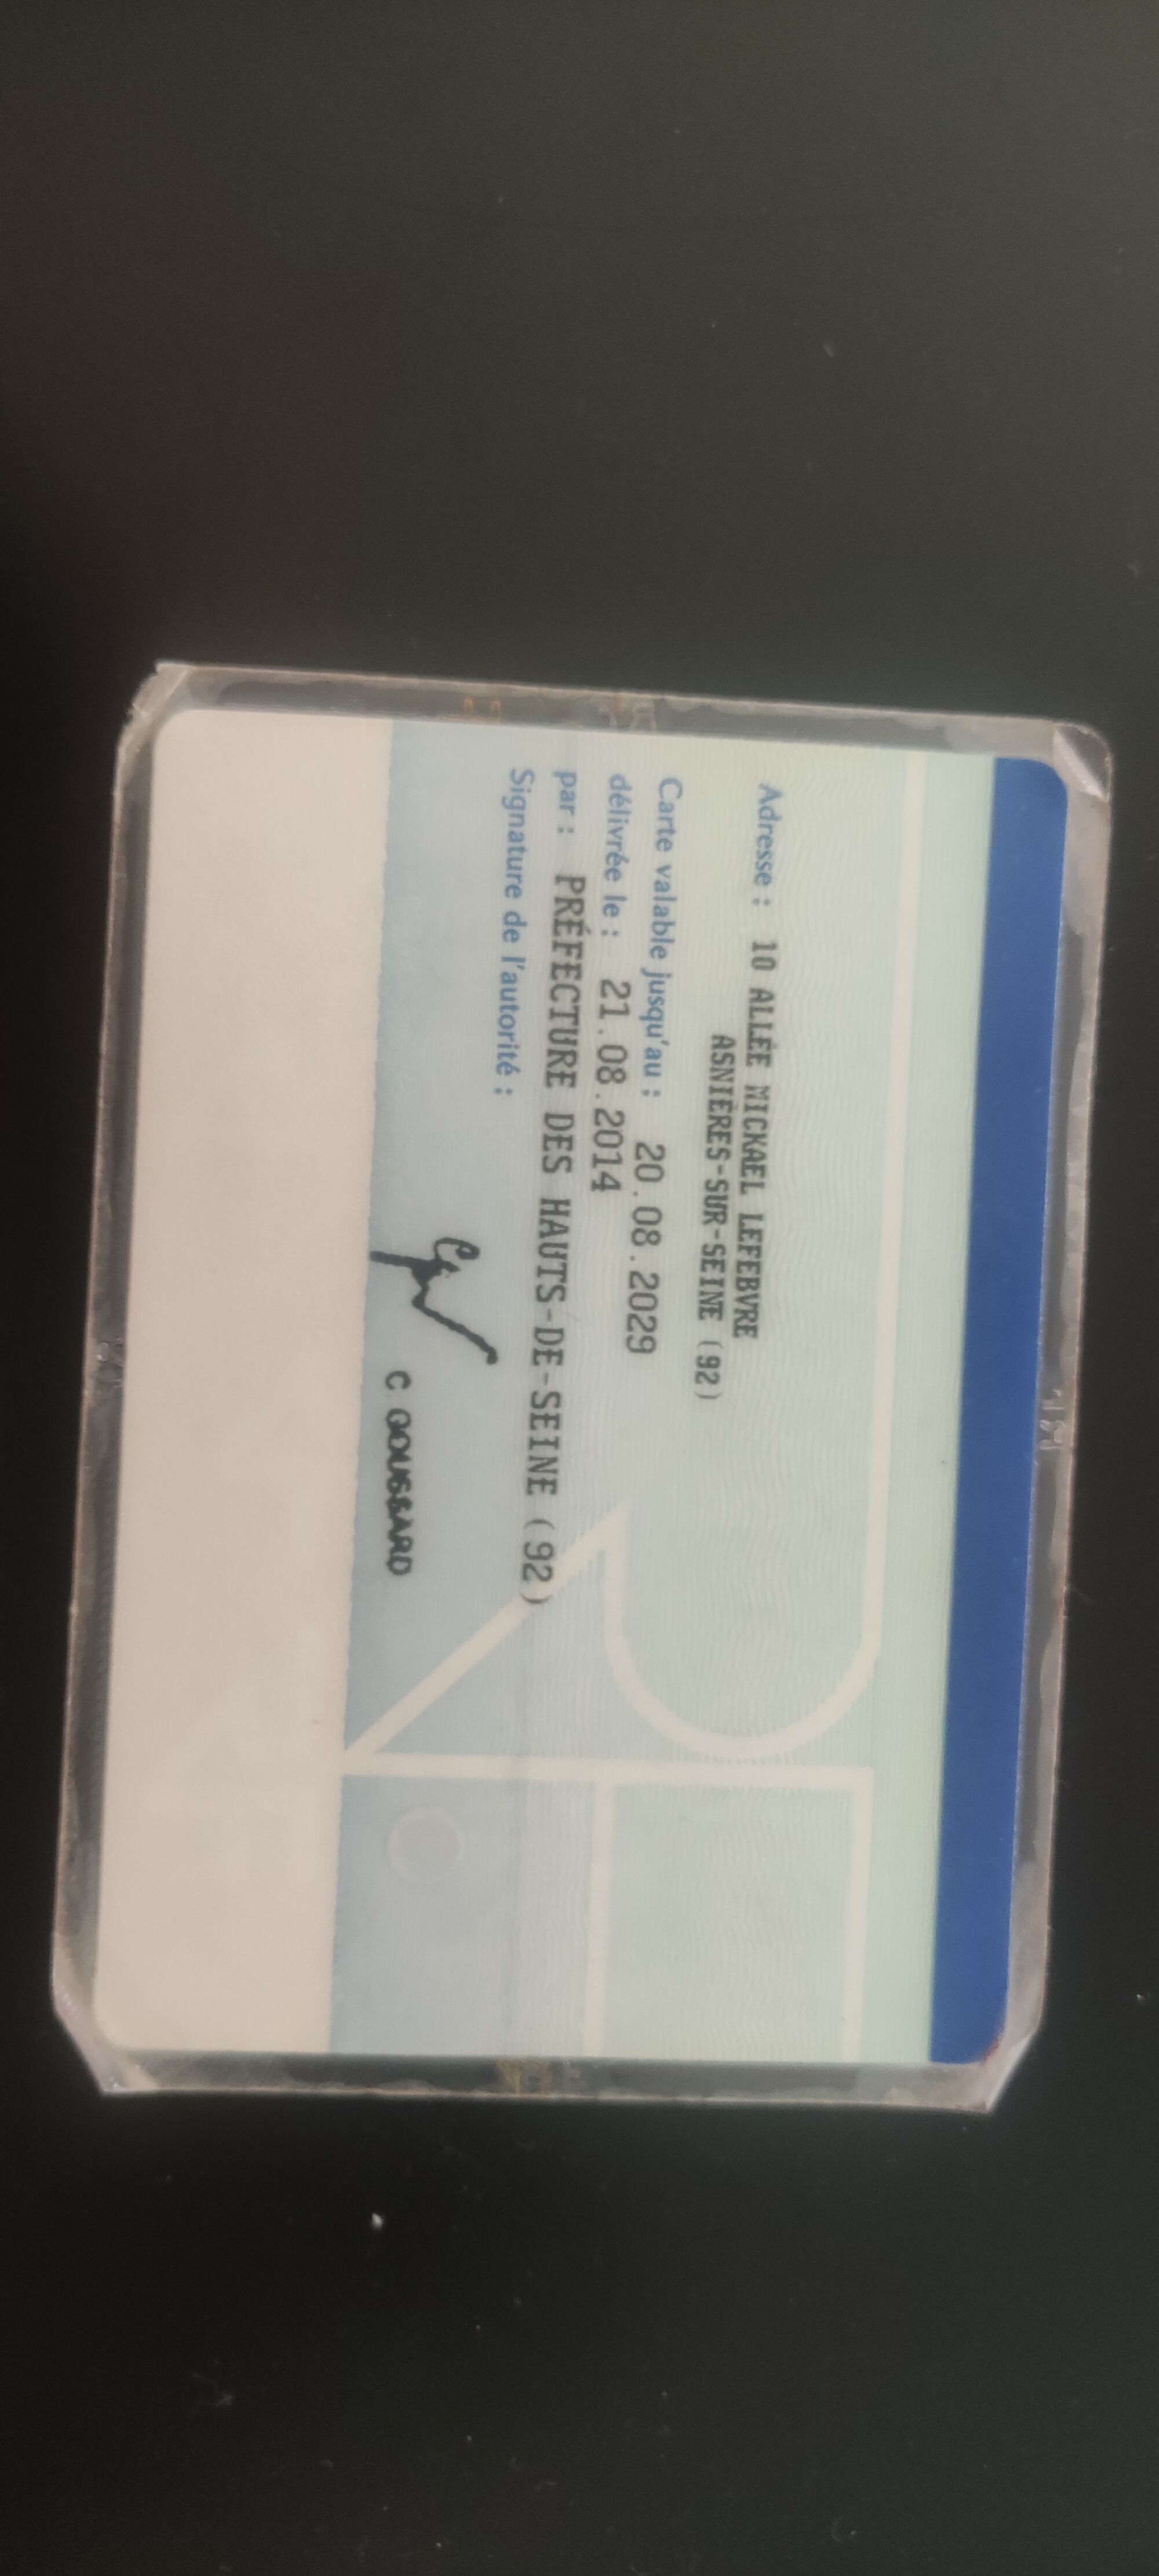 Adresse : 10 ALLÉE MICKAEL LEFEBVRE
ASNIÈRES-SUR-SEINE (92)
Carte valable jusqu'au : 20.08.2029
délivrée le : 21.08.2014
par : PRÉFECTURE DES HAUTS-DE-SEINE (92)
Signature de l'autorité :
C GOUSSARD